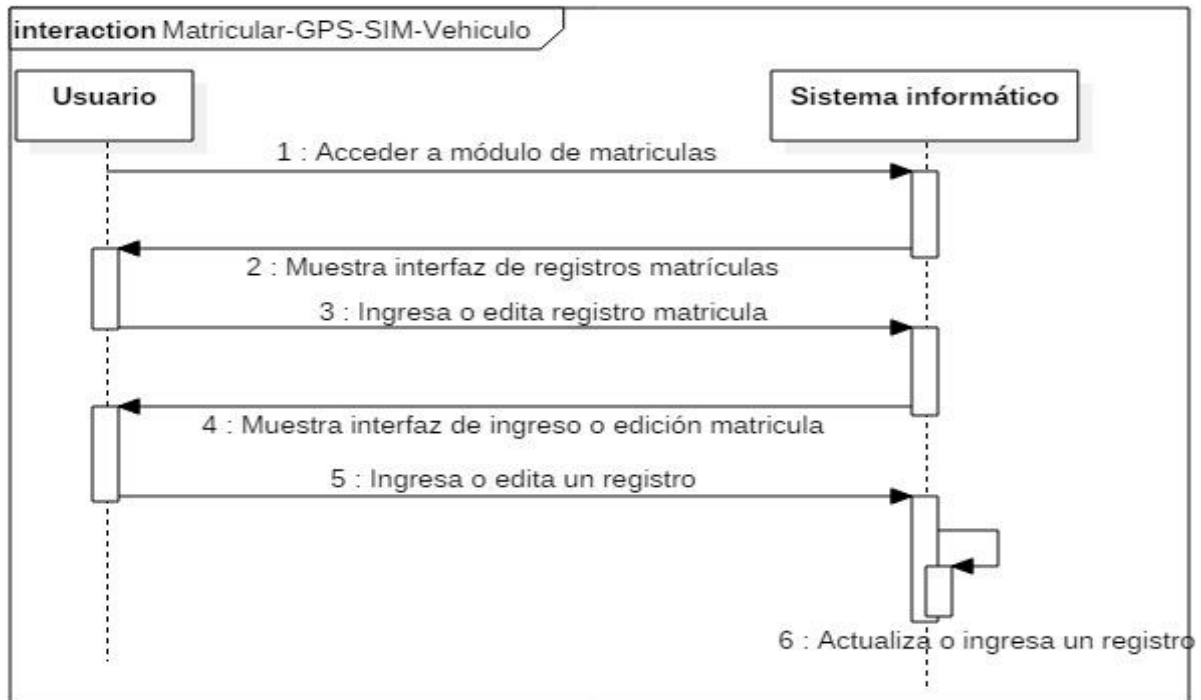 interaction Matricular-GPS-SIM-Vehiculo
Usuario
Sistema informático
1 : Acceder a módulo de matriculas
2 : Muestra interfaz de registros matrículas
3 : Ingresa o edita registro matricula
4 : Muestra interfaz de ingreso o edición matricula
5 : Ingresa o edita un registro
6 : Actualiza o ingresa un registro